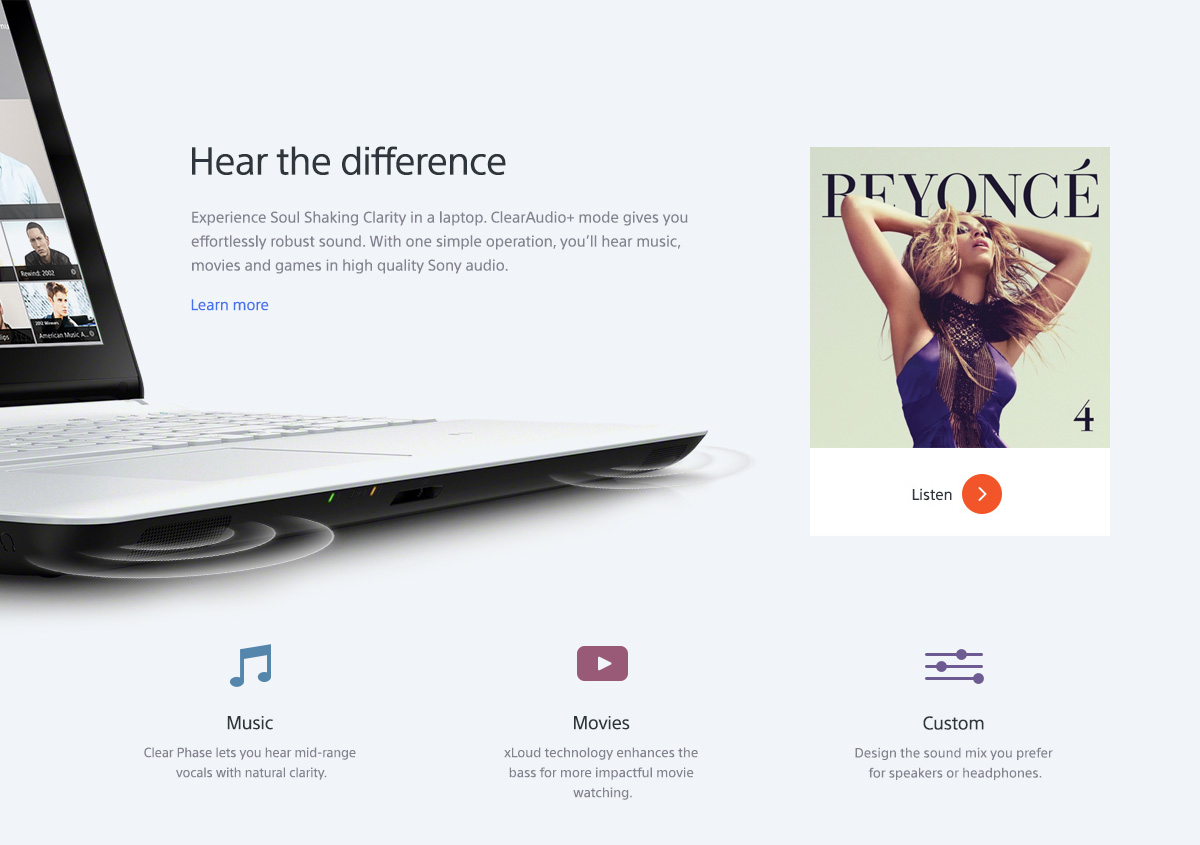 Hear the difference
Experience Soul Shaking Clarity in a laptop. ClearAudio+ mode gives you
effortlessly robust sound. With one simple operation, you’ll hear music,
movies and games in high quality Sony audio.
Learn more
BEYONCÉ
4
Listen
Rewind: 2002
2012 Winners
American Music A...
Music
Clear Phase lets you hear mid-range
vocals with natural clarity.
Movies
xLoud technology enhances the
bass for more impactful movie
watching.
Custom
Design the sound mix you prefer
for speakers or headphones.